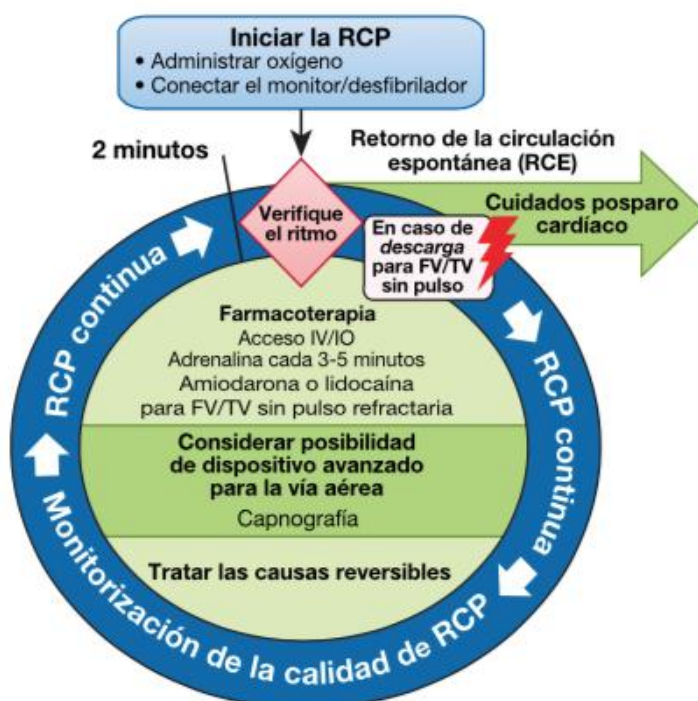 Iniciar la RCP
• Administrar oxígeno
• Conectar el monitor/desfibrilador
2 minutos
Retorno de la circulación
espontánea (RCE)
Cuidados posparo
cardíaco
Verifique
el ritmo
En caso de
descarga
para FV/TV
sin pulso
RCP continua
RCP continua
Monitorización de la calidad de RCP
Farmacoterapia
Acceso IV/IO
Adrenalina cada 3-5 minutos
Amiodarona o lidocaína
para FV/TV sin pulso refractaria
Considerar posibilidad
de dispositivo avanzado
para la vía aérea
Capnografía
Tratar las causas reversibles